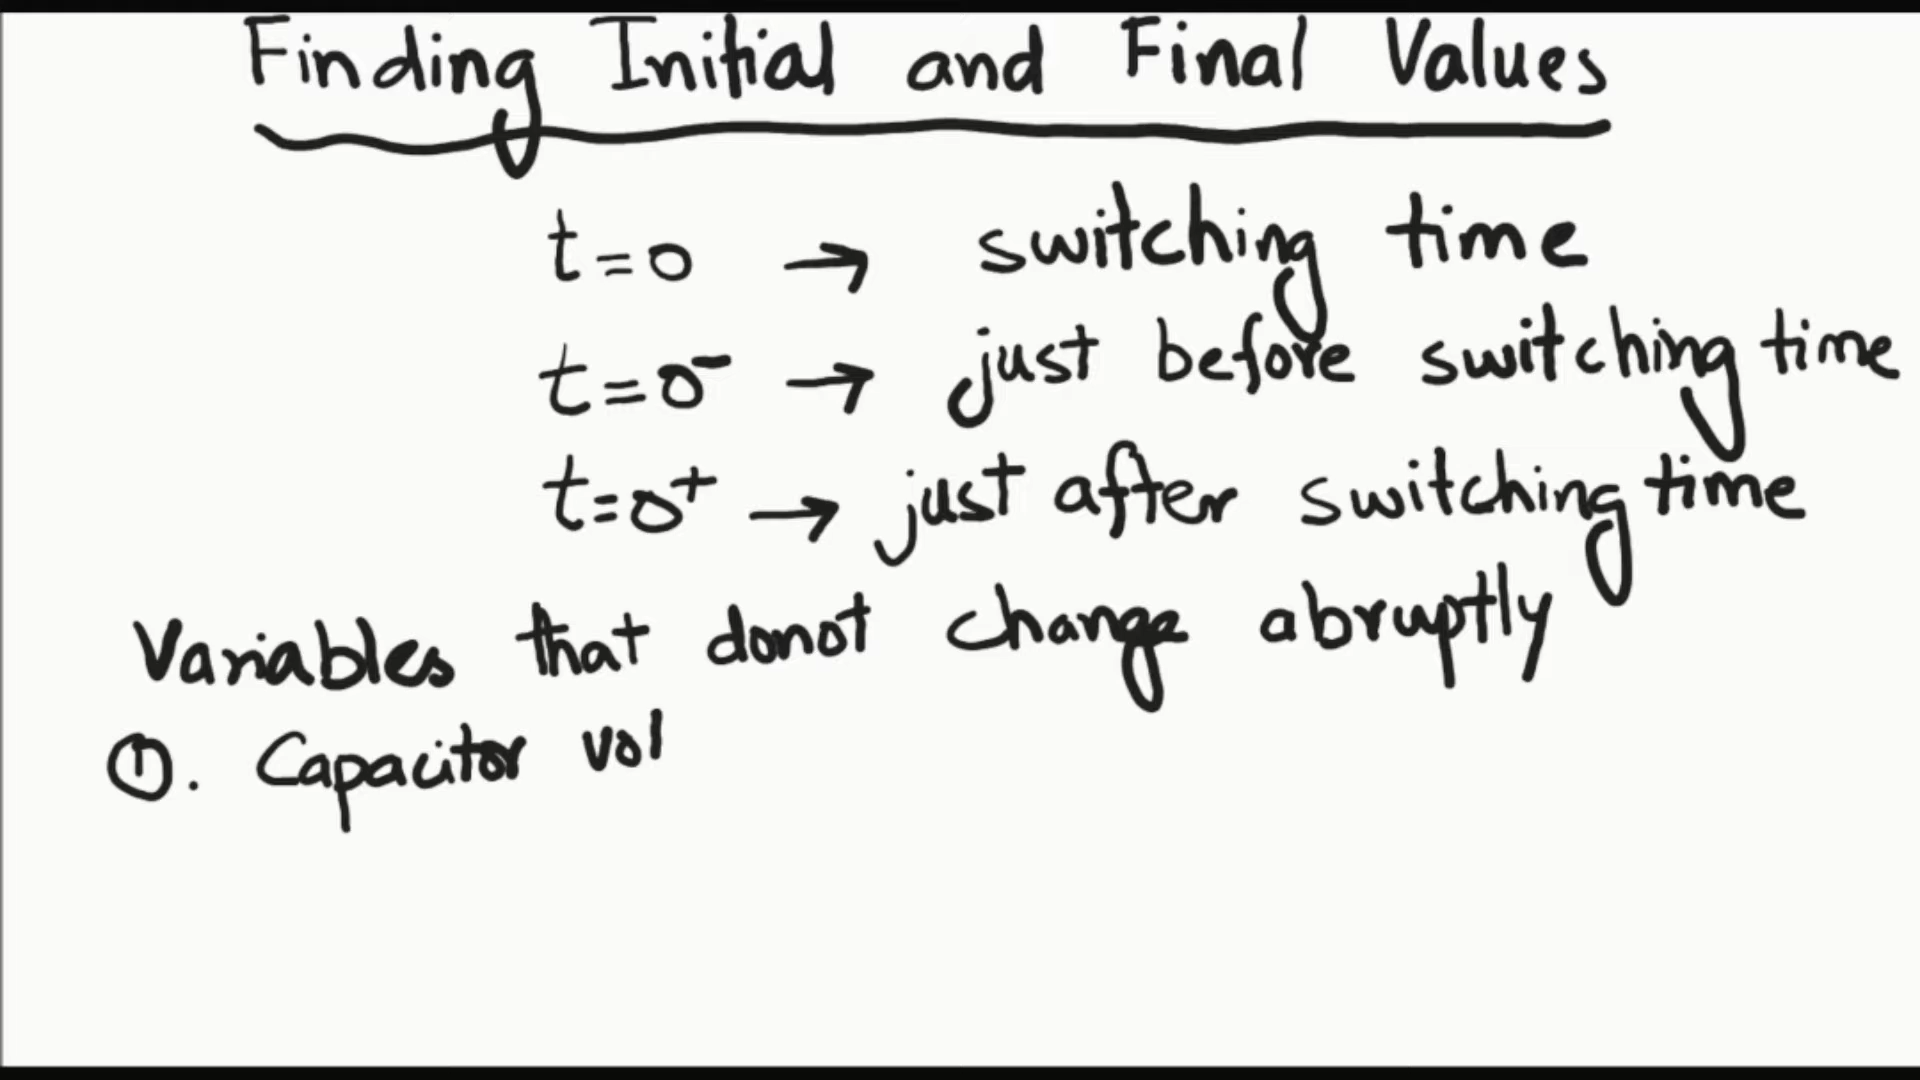 Finding Initial and Final Values
t=0 → switching time
t=0⁻ → just before switching time
t=0⁺ → just after switching time
Variables that donot change abruptly
①. Capacitor vol